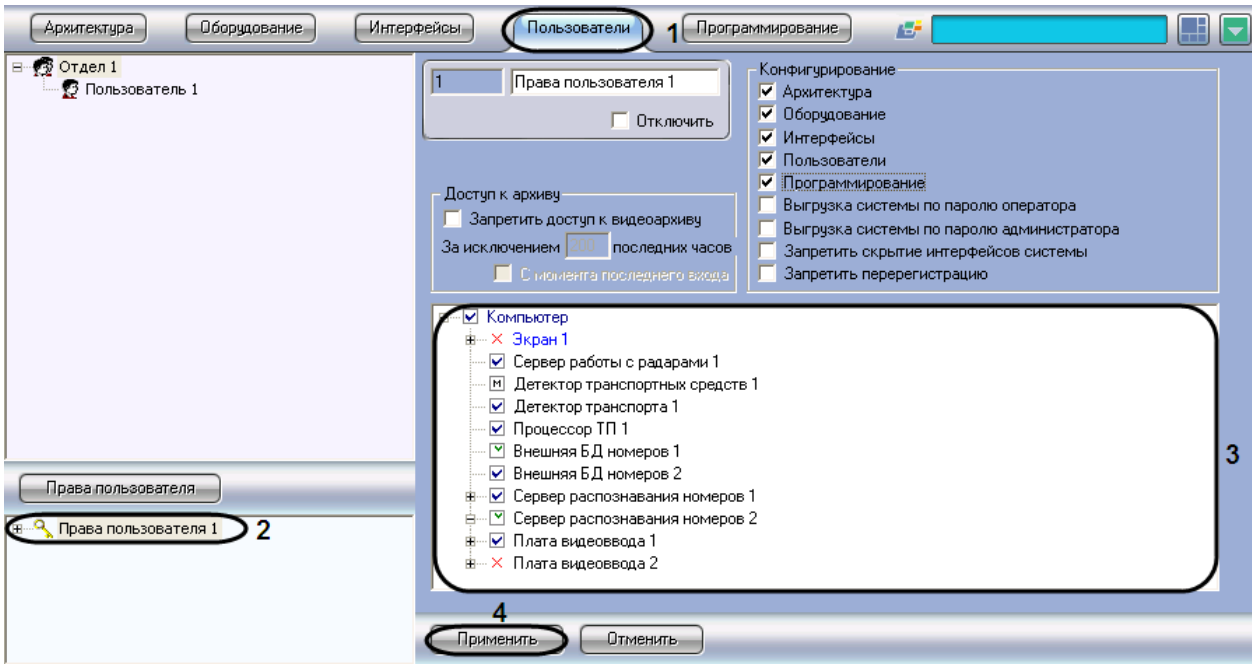 Архитектура Оборудование Интерфейсы Пользователи 1 Программирование
Отдел 1
Пользователь 1
Права пользователя
Права пользователя 1 2
1 Права пользователя 1
Отключить
Доступ к архиву
Запретить доступ к видеоархиву
За исключением последних часов
С момента последнего входа
Конфигурирование
Архитектура
Оборудование
Интерфейсы
Пользователи
Программирование
Выгрузка системы по паролю оператора
Выгрузка системы по паролю администратора
Запретить скрытие интерфейсов системы
Запретить перерегистрацию
Компьютер
Экран 1
Сервер работы с радарами 1
М Детектор транспортных средств 1
Детектор транспорта 1
Процессор ТП 1
Внешняя БД номеров 1
Внешняя БД номеров 2
Сервер распознавания номеров 1
Сервер распознавания номеров 2
Плата видеоввода 1
Плата видеоввода 2
3
4
Применить Отменить